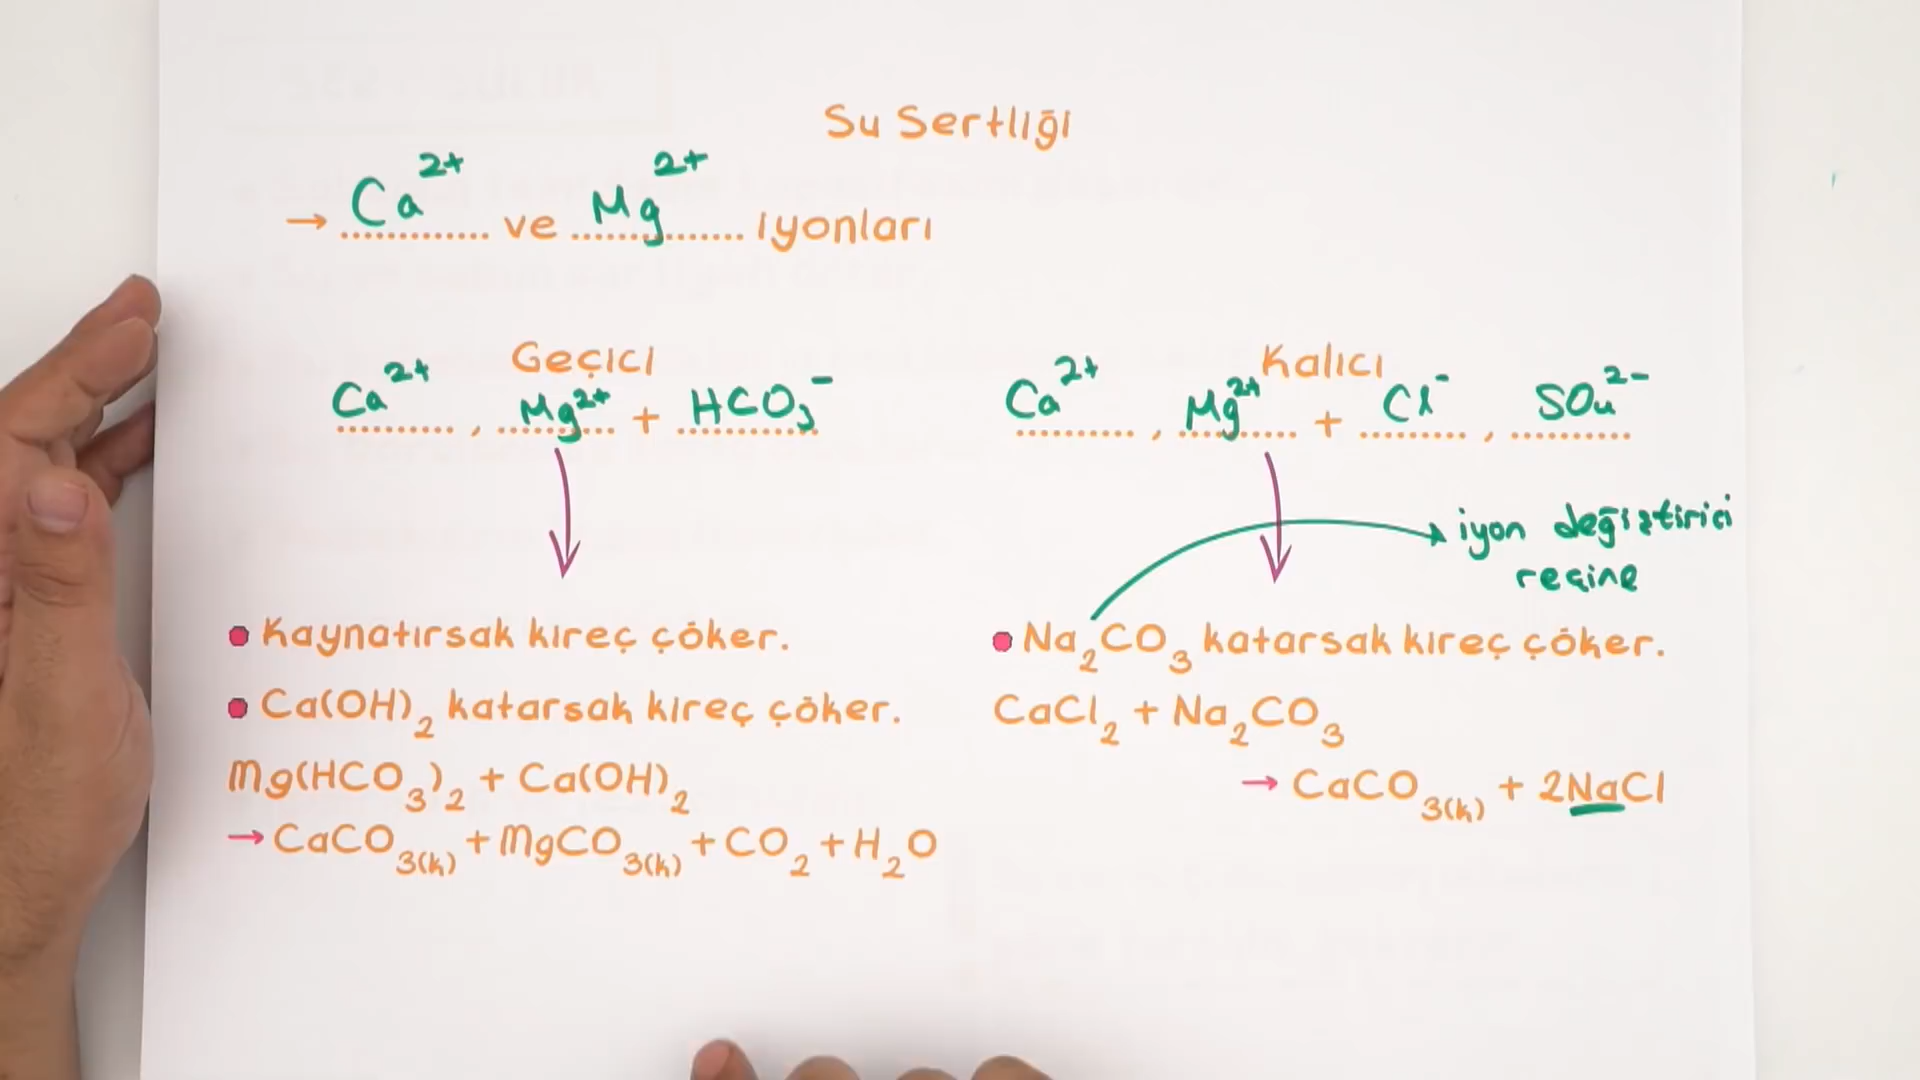 Su Sertliği
→ Ca²⁺ ve Mg²⁺ iyonları
Geçici
Ca²⁺, Mg²⁺ + HCO₃⁻
• Kaynatırsak kireç çöker.
• Ca(OH)₂ katarsak kireç çöker.
Mg(HCO₃)₂ + Ca(OH)₂
→ CaCO₃(k) + MgCO₃(k) + CO₂ + H₂O
Kalıcı
Ca²⁺, Mg²⁺ + Cl⁻, SO₄²⁻
iyon değiştirici
reçine
• Na₂CO₃ katarsak kireç çöker.
CaCl₂ + Na₂CO₃
→ CaCO₃(k) + 2NaCl